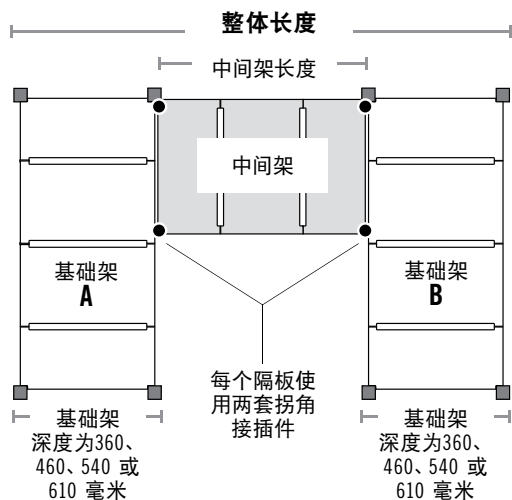 整体长度
中间架长度
中间架
基础架
A
基础架
B
每个隔板使
用两套拐角
接插件
基础架
深度为360、
460、540 或
610 毫米
基础架
深度为360、
460、540 或
610 毫米